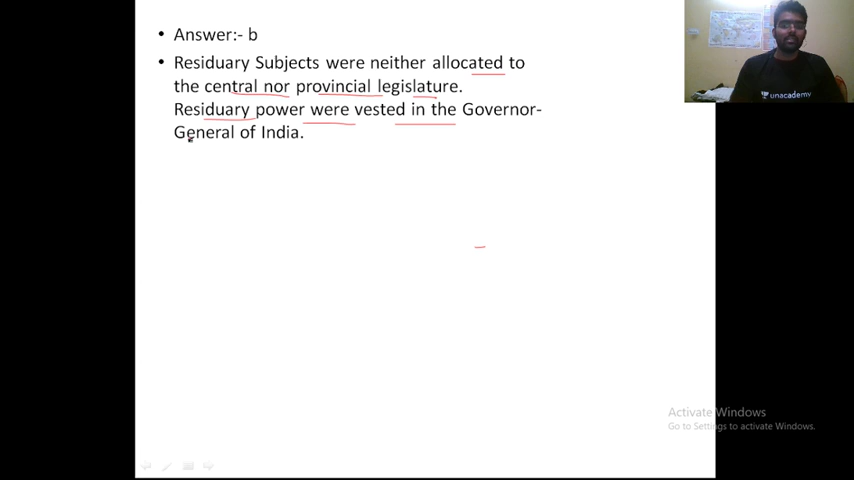 • Answer:- b
• Residuary Subjects were neither allocated to
the central nor provincial legislature.
Residuary power were vested in the Governor-
General of India.
unacademy
Activate Windows
Go to Settings to activate Windows.